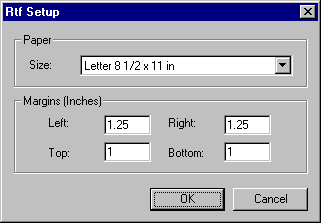 Rtf Setup
Paper
Size: Letter 8 1/2 x 11 in
Margins (Inches)
Left: 1.25 Right: 1.25
Top: 1 Bottom: 1
OK Cancel